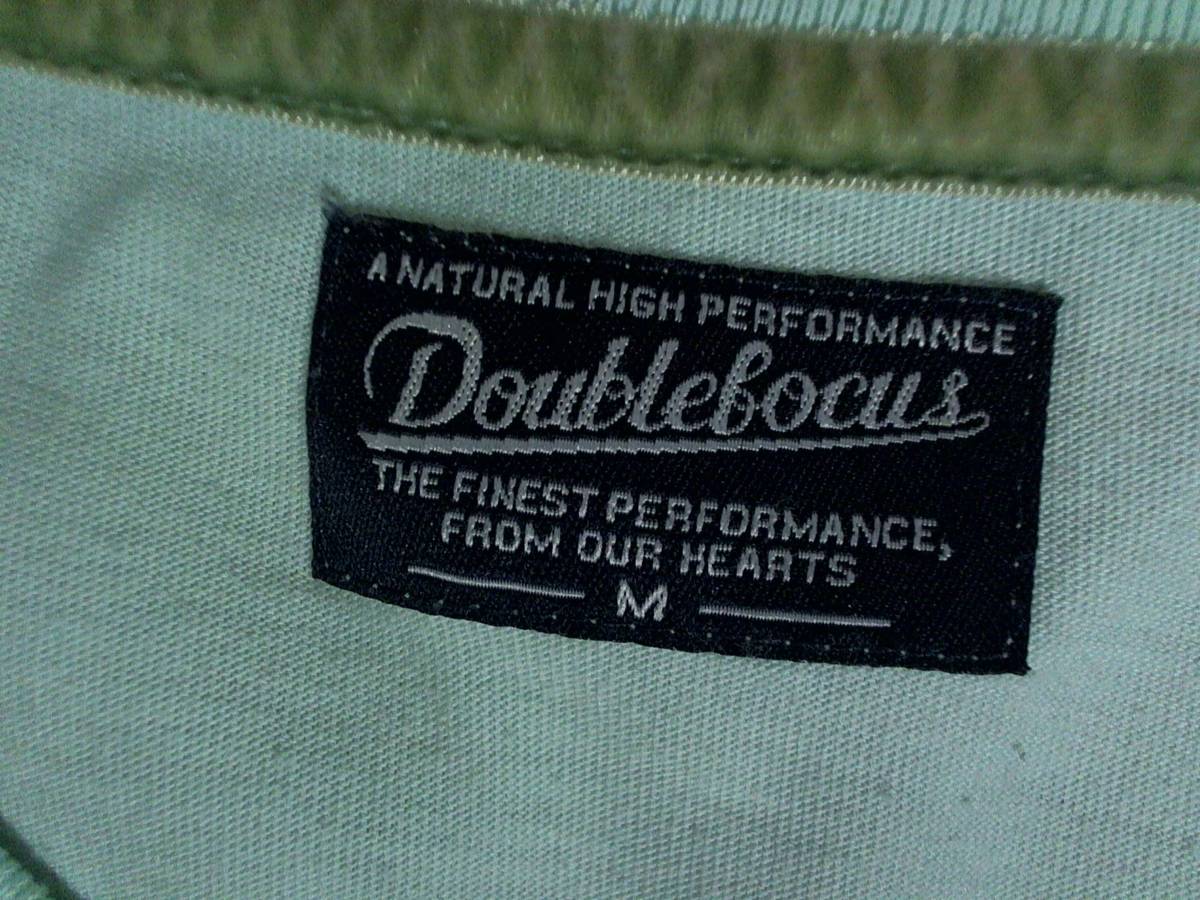 A NATURAL HIGH PERFORMANCE
Doublefocus
THE FINEST PERFORMANCE,
FROM OUR HEARTS
M